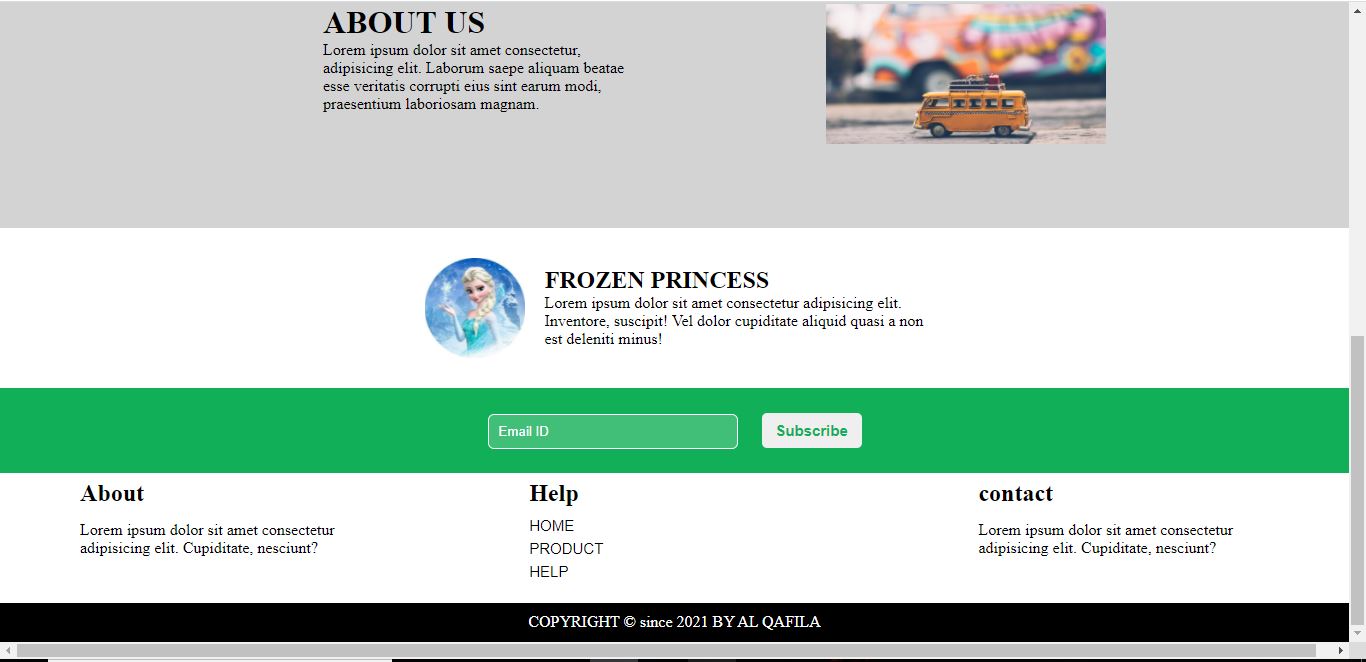 ABOUT US
Lorem ipsum dolor sit amet consectetur,
adipisicing elit. Laborum saepe aliquam beatae
esse veritatis corrupti eius sint earum modi,
praesentium laboriosam magnam.
FROZEN PRINCESS
Lorem ipsum dolor sit amet consectetur adipisicing elit.
Inventore, suscipit! Vel dolor cupiditate aliquid quasi a non
est deleniti minus!
Email ID
Subscribe
About
Lorem ipsum dolor sit amet consectetur
adipisicing elit. Cupiditate, nesciunt?
Help
HOME
PRODUCT
HELP
contact
Lorem ipsum dolor sit amet consectetur
adipisicing elit. Cupiditate, nesciunt?
COPYRIGHT © since 2021 BY AL QAFILA